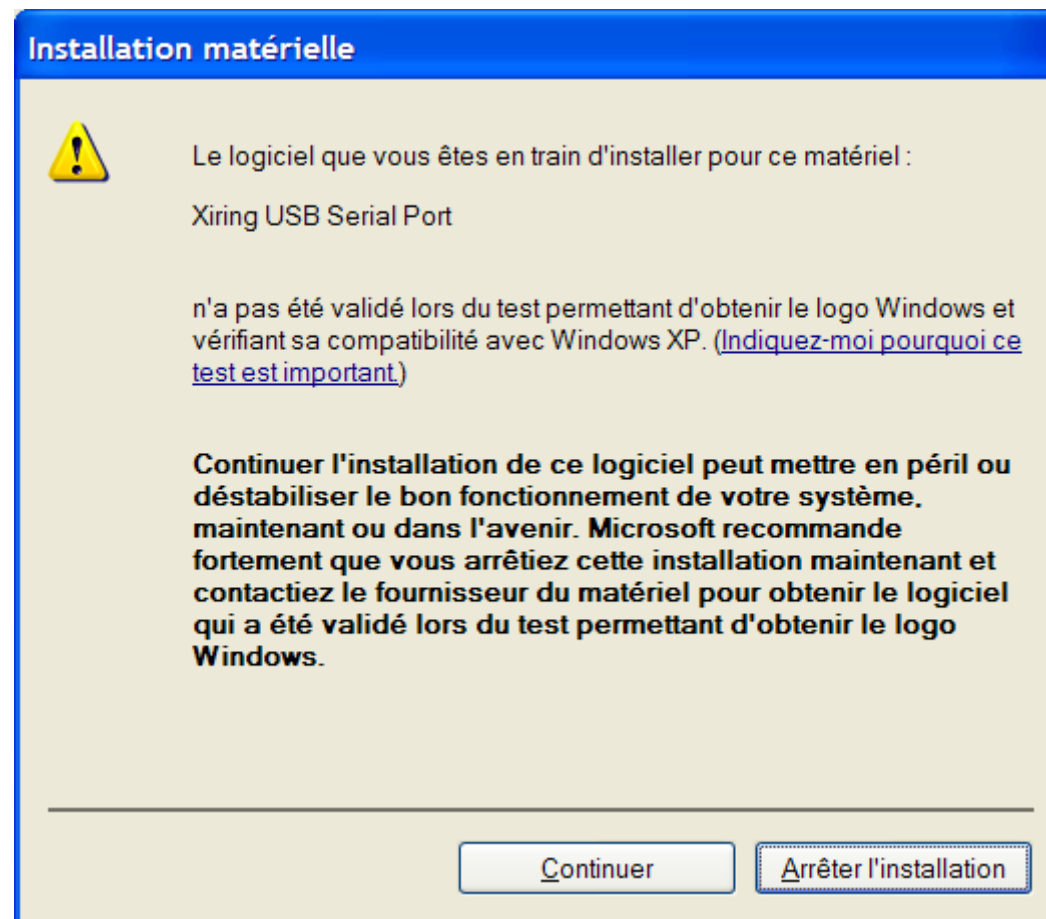 Installation matérielle
Le logiciel que vous êtes en train d'installer pour ce matériel :
Xiring USB Serial Port
n'a pas été validé lors du test permettant d'obtenir le logo Windows et
vérifiant sa compatibilité avec Windows XP. (Indiquez-moi pourquoi ce
test est important.)
Continuer l'installation de ce logiciel peut mettre en péril ou
déstabiliser le bon fonctionnement de votre système,
maintenant ou dans l'avenir. Microsoft recommande
fortement que vous arrêtiez cette installation maintenant et
contactiez le fournisseur du matériel pour obtenir le logiciel
qui a été validé lors du test permettant d'obtenir le logo
Windows.
Continuer
Arrêter l'installation